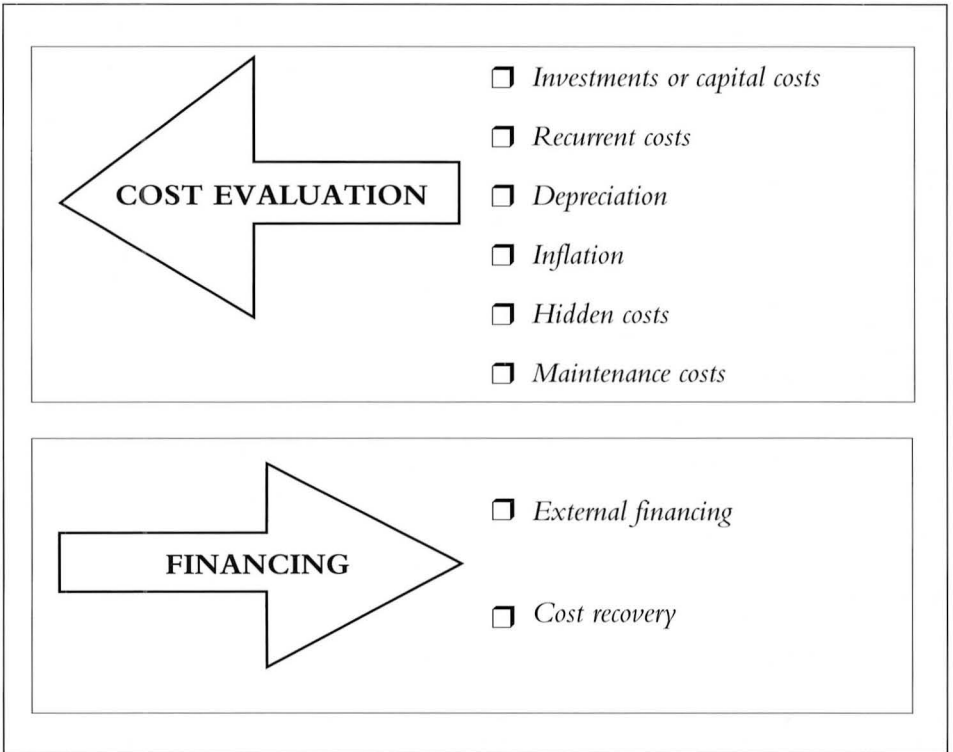 COST EVALUATION
Investments or capital costs
Recurrent costs
Depreciation
Inflation
Hidden costs
Maintenance costs
FINANCING
External financing
Cost recovery